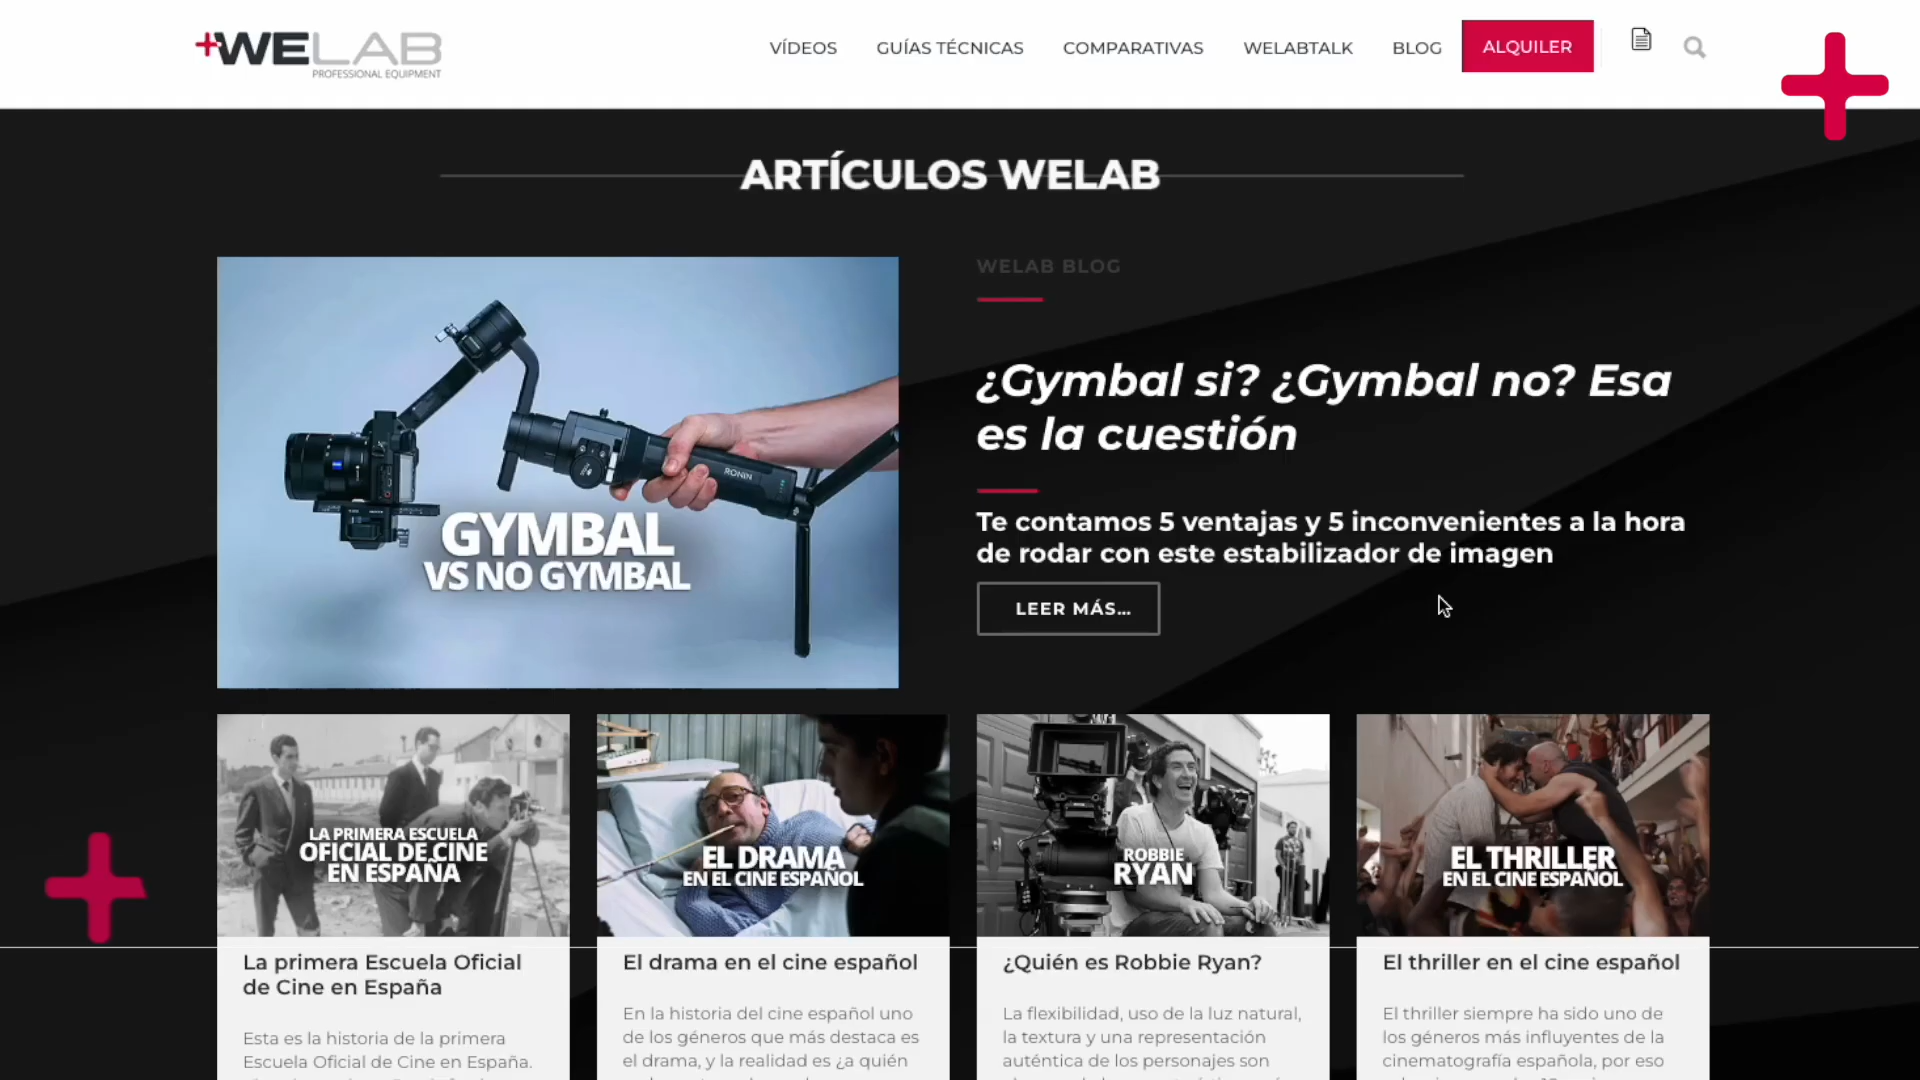 +WELAB
PROFESSIONAL EQUIPMENT
VÍDEOS
GUÍAS TÉCNICAS
COMPARATIVAS
WELABTALK
BLOG
ALQUILER
ARTÍCULOS WELAB
RONIN
GYMBAL
VS NO GYMBAL
WELAB BLOG
¿Gymbal si? ¿Gymbal no? Esa
es la cuestión
Te contamos 5 ventajas y 5 inconvenientes a la hora
de rodar con este estabilizador de imagen
LEER MÁS...
LA PRIMERA ESCUELA
OFICIAL DE CINE
EN ESPAÑA
La primera Escuela Oficial
de Cine en España
Esta es la historia de la primera
Escuela Oficial de Cine en España.
EL DRAMA
EN EL CINE ESPAÑOL
El drama en el cine español
En la historia del cine español uno
de los géneros que más destaca es
el drama, y la realidad es ¿a quién
ROBBIE
RYAN
¿Quién es Robbie Ryan?
La flexibilidad, uso de la luz natural,
la textura y una representación
auténtica de los personajes son
EL THRILLER
EN EL CINE ESPAÑOL
El thriller en el cine español
El thriller siempre ha sido uno de
los géneros más influyentes de la
cinematografía española, por eso